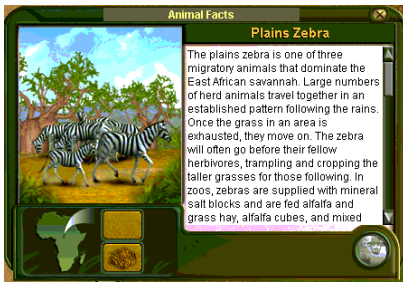 Animal Facts
Plains Zebra
The plains zebra is one of three
migratory animals that dominate the
East African savannah. Large numbers
of herd animals travel together in an
established pattern following the rains.
Once the grass in an area is
exhausted, they move on. The zebra
will often go before their fellow
herbivores, trampling and cropping the
taller grasses for those following. In
zoos, zebras are supplied with mineral
salt blocks and are fed alfalfa and
grass hay, alfalfa cubes, and mixed